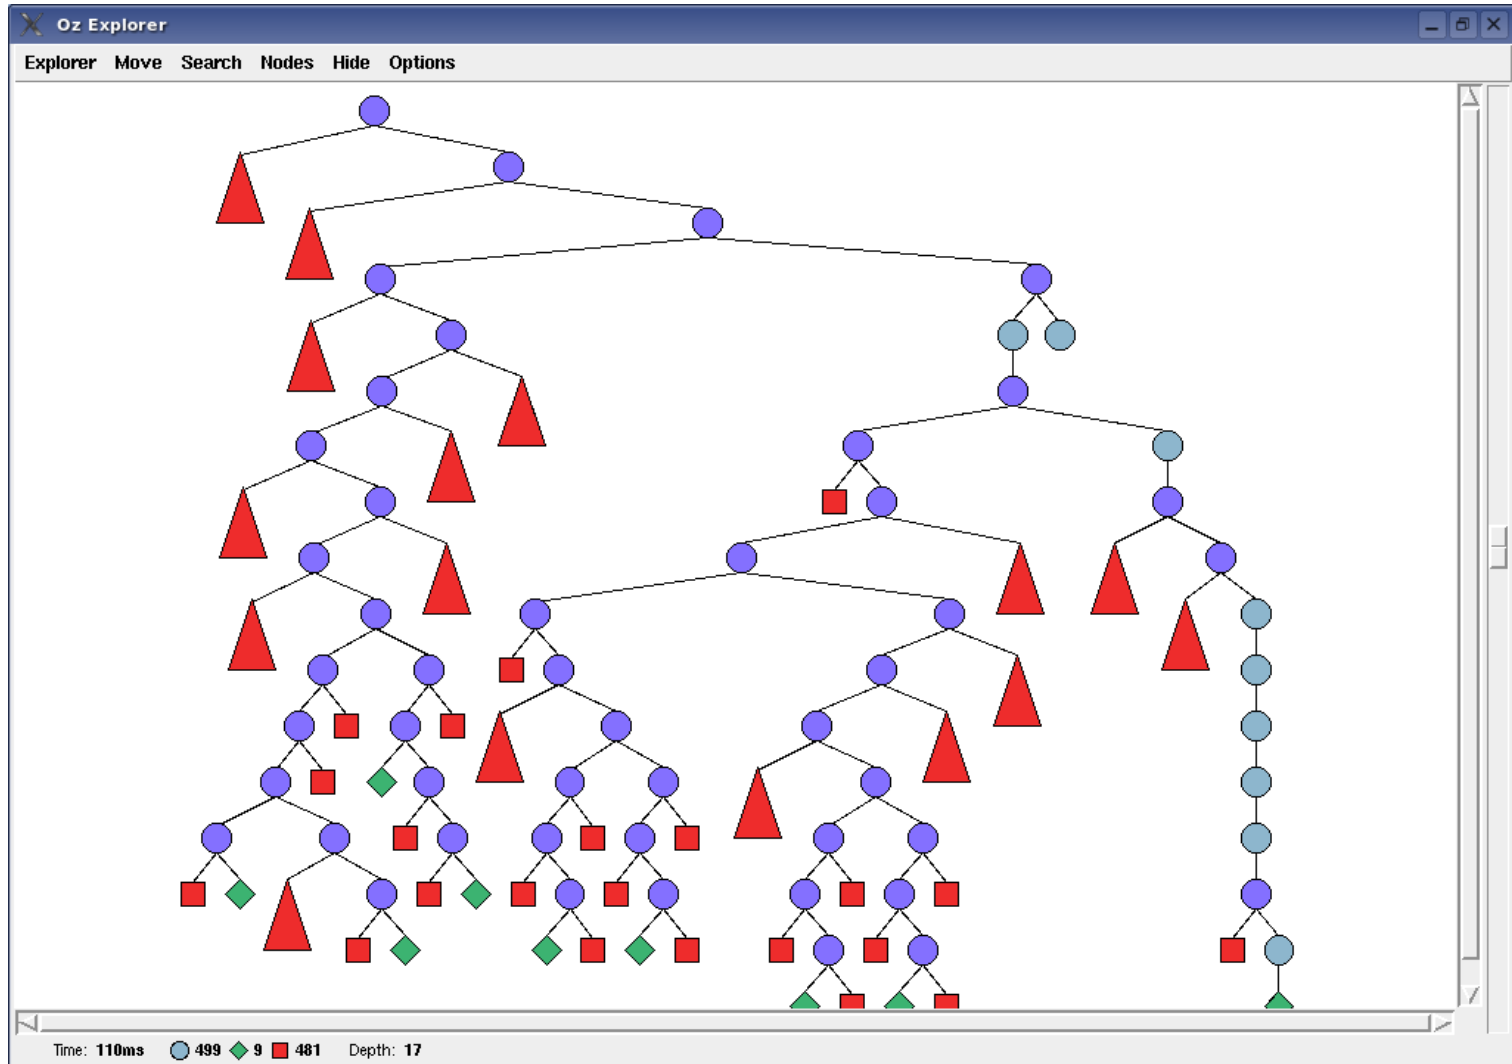 Oz Explorer
Explorer Move Search Nodes Hide Options
Time: 110ms 499 9 481 Depth: 17